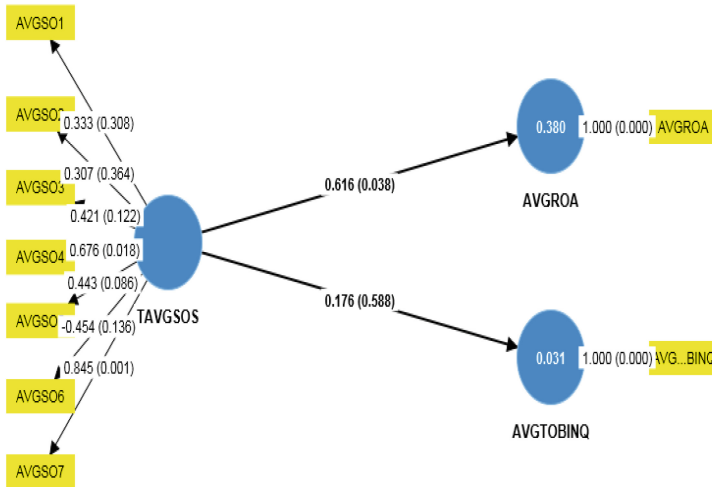 AVGSO1
AVGSO2
0.333 (0.308)
0.307 (0.364)
AVGSO3
0.421 (0.122)
0.676 (0.018)
AVGSO4
0.443 (0.086)
AVGSO
-0.454 (0.136)
0.845 (0.001)
AVGSO6
AVGSO7
TAVGSOS
0.616 (0.038)
0.176 (0.588)
0.380
1.000 (0.000)
AVGROA
AVGROA
0.031
1.000 (0.000)
AVG...BINQ
AVGTOBINQ